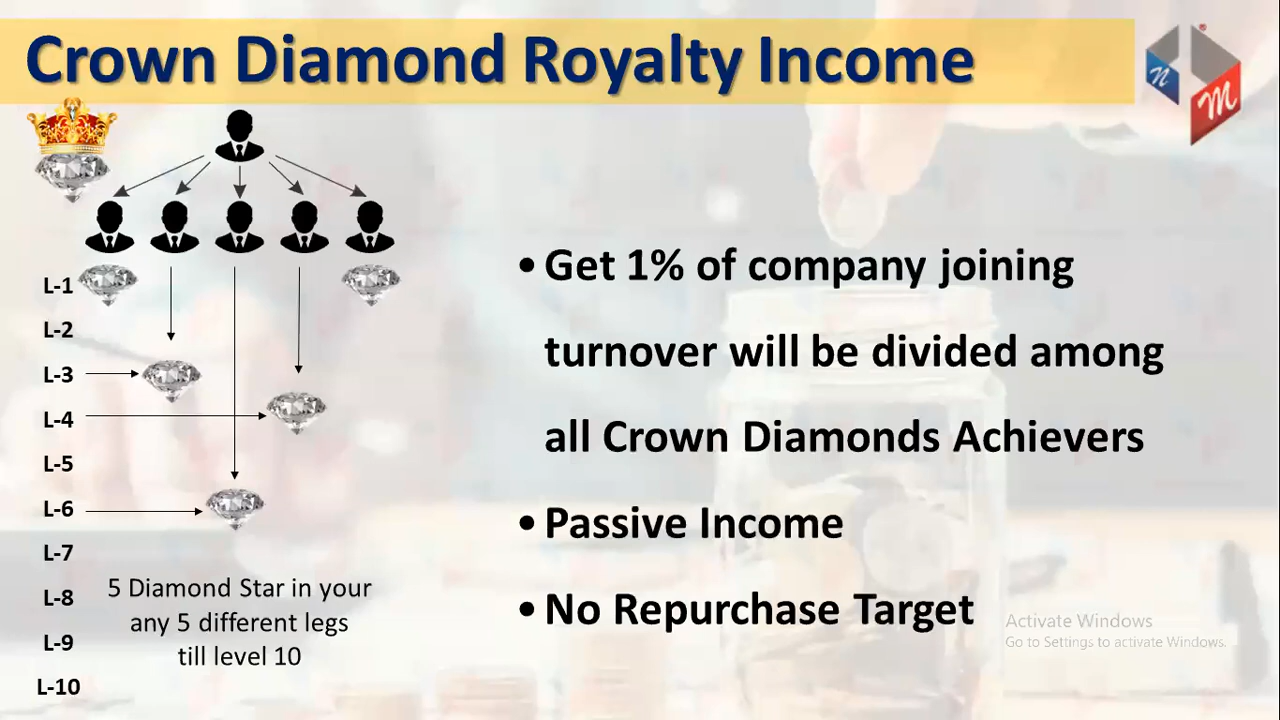 Crown Diamond Royalty Income
n
m
®
L-1
L-2
L-3
L-4
L-5
L-6
L-7
L-8
L-9
L-10
5 Diamond Star in your
any 5 different legs
till level 10
• Get 1% of company joining
turnover will be divided among
all Crown Diamonds Achievers
• Passive Income
• No Repurchase Target
Activate Windows
Go to Settings to activate Windows.